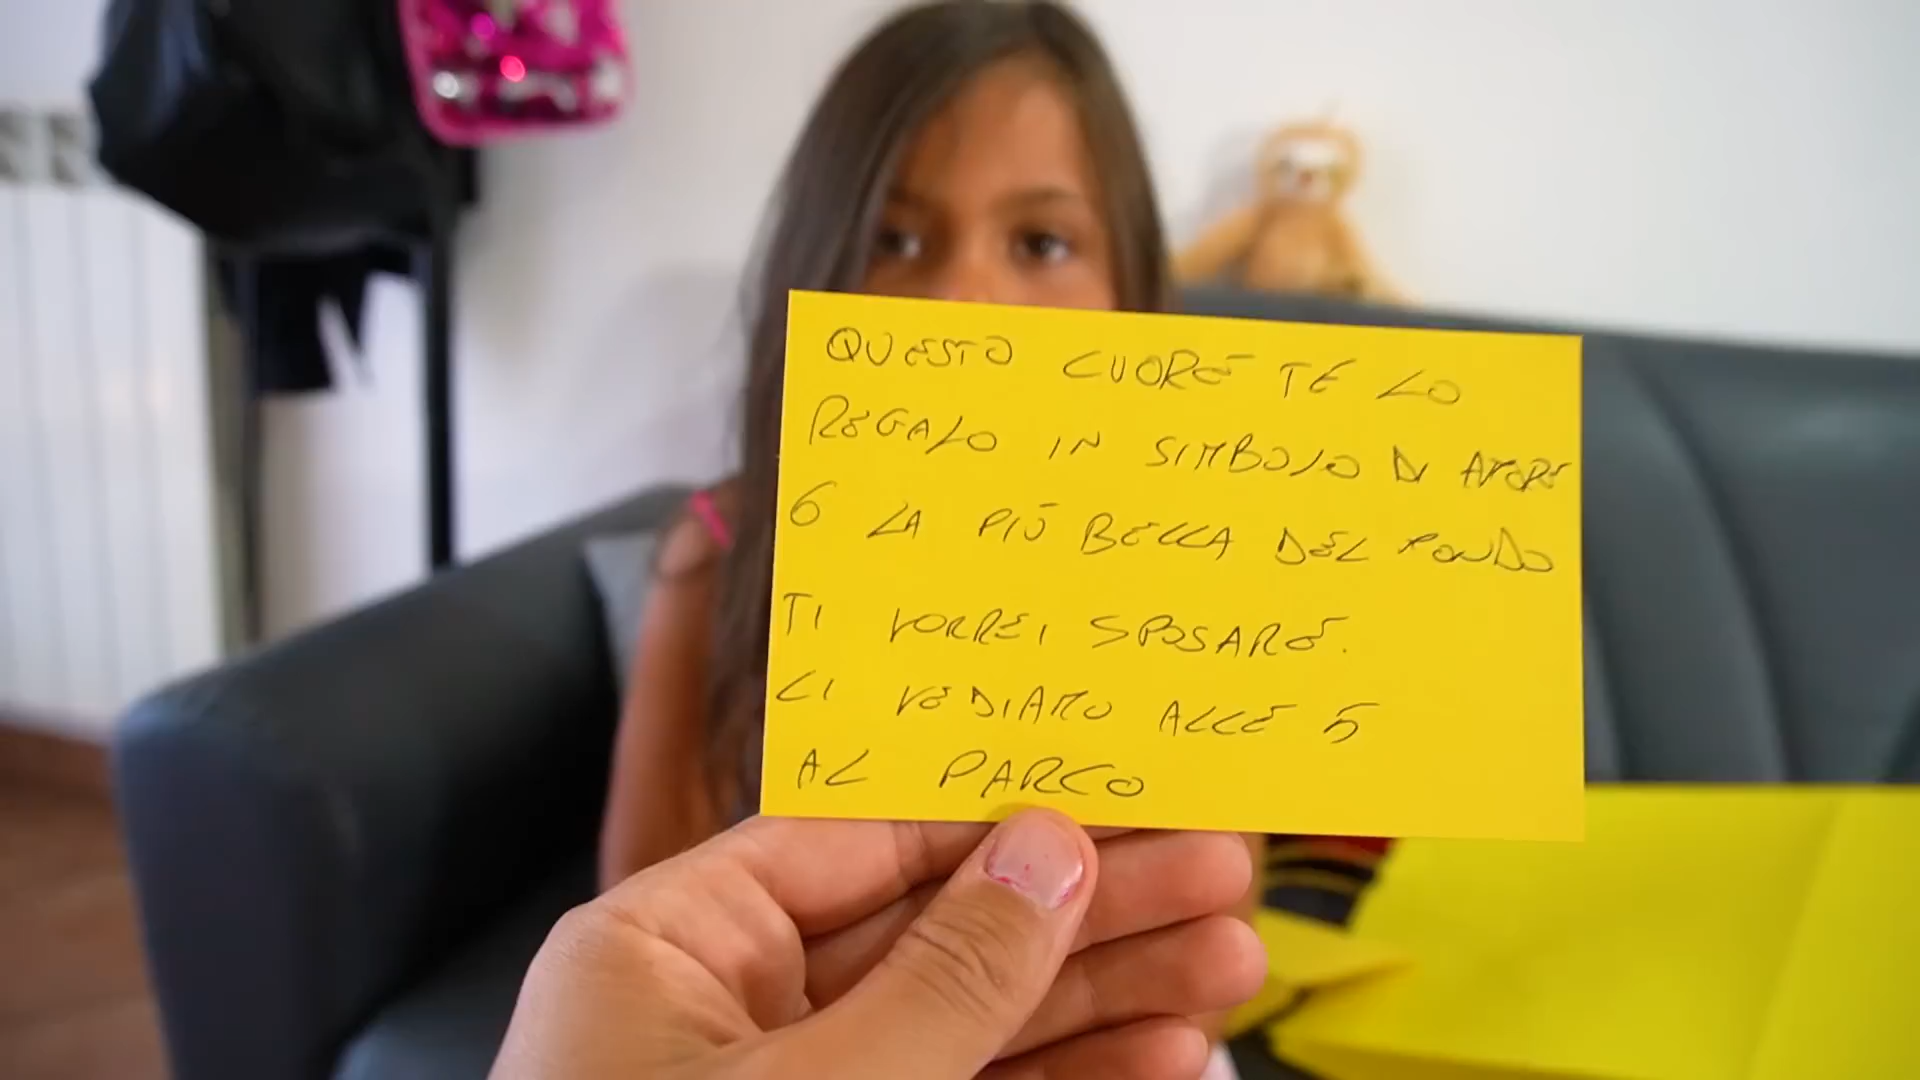 QUESTO CUORE TE LO
REGALO IN SIMBOLO DI AMORE
6 LA PIÙ BELLA DEL MONDO
TI VORREI SPOSARE.
CI VEDIAMO ALLE 5
AL PARCO